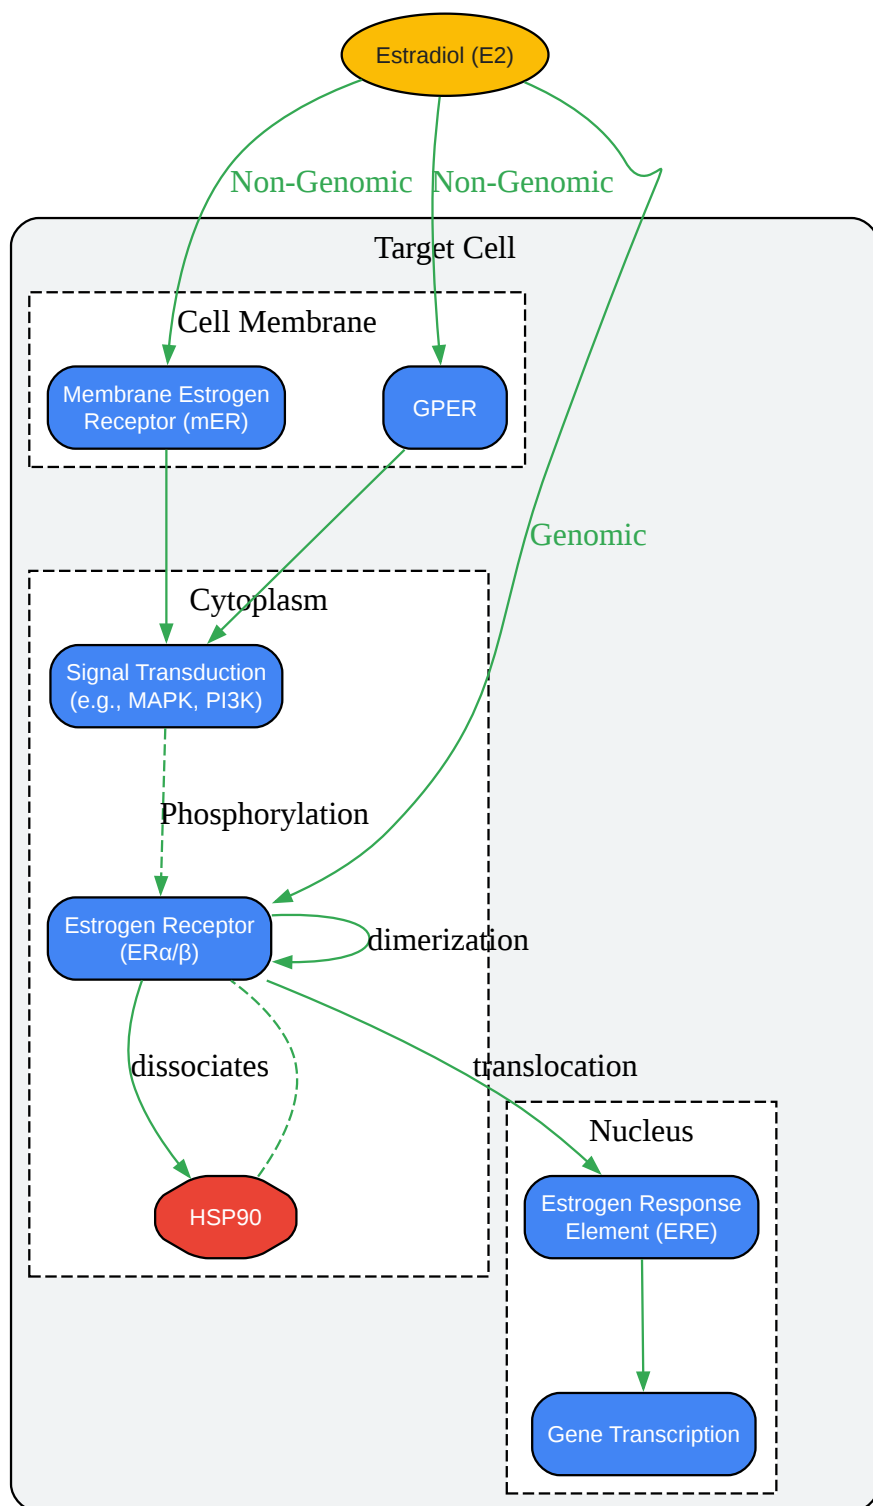 Estradiol (E2)
Non-Genomic
Non-Genomic
Target Cell
Cell Membrane
Membrane Estrogen
Receptor (mER)
GPER
Genomic
Cytoplasm
Signal Transduction
(e.g., MAPK, PI3K)
Phosphorylation
Estrogen Receptor
(ERα/β)
dimerization
dissociates
translocation
Nucleus
HSP90
Estrogen Response
Element (ERE)
Gene Transcription